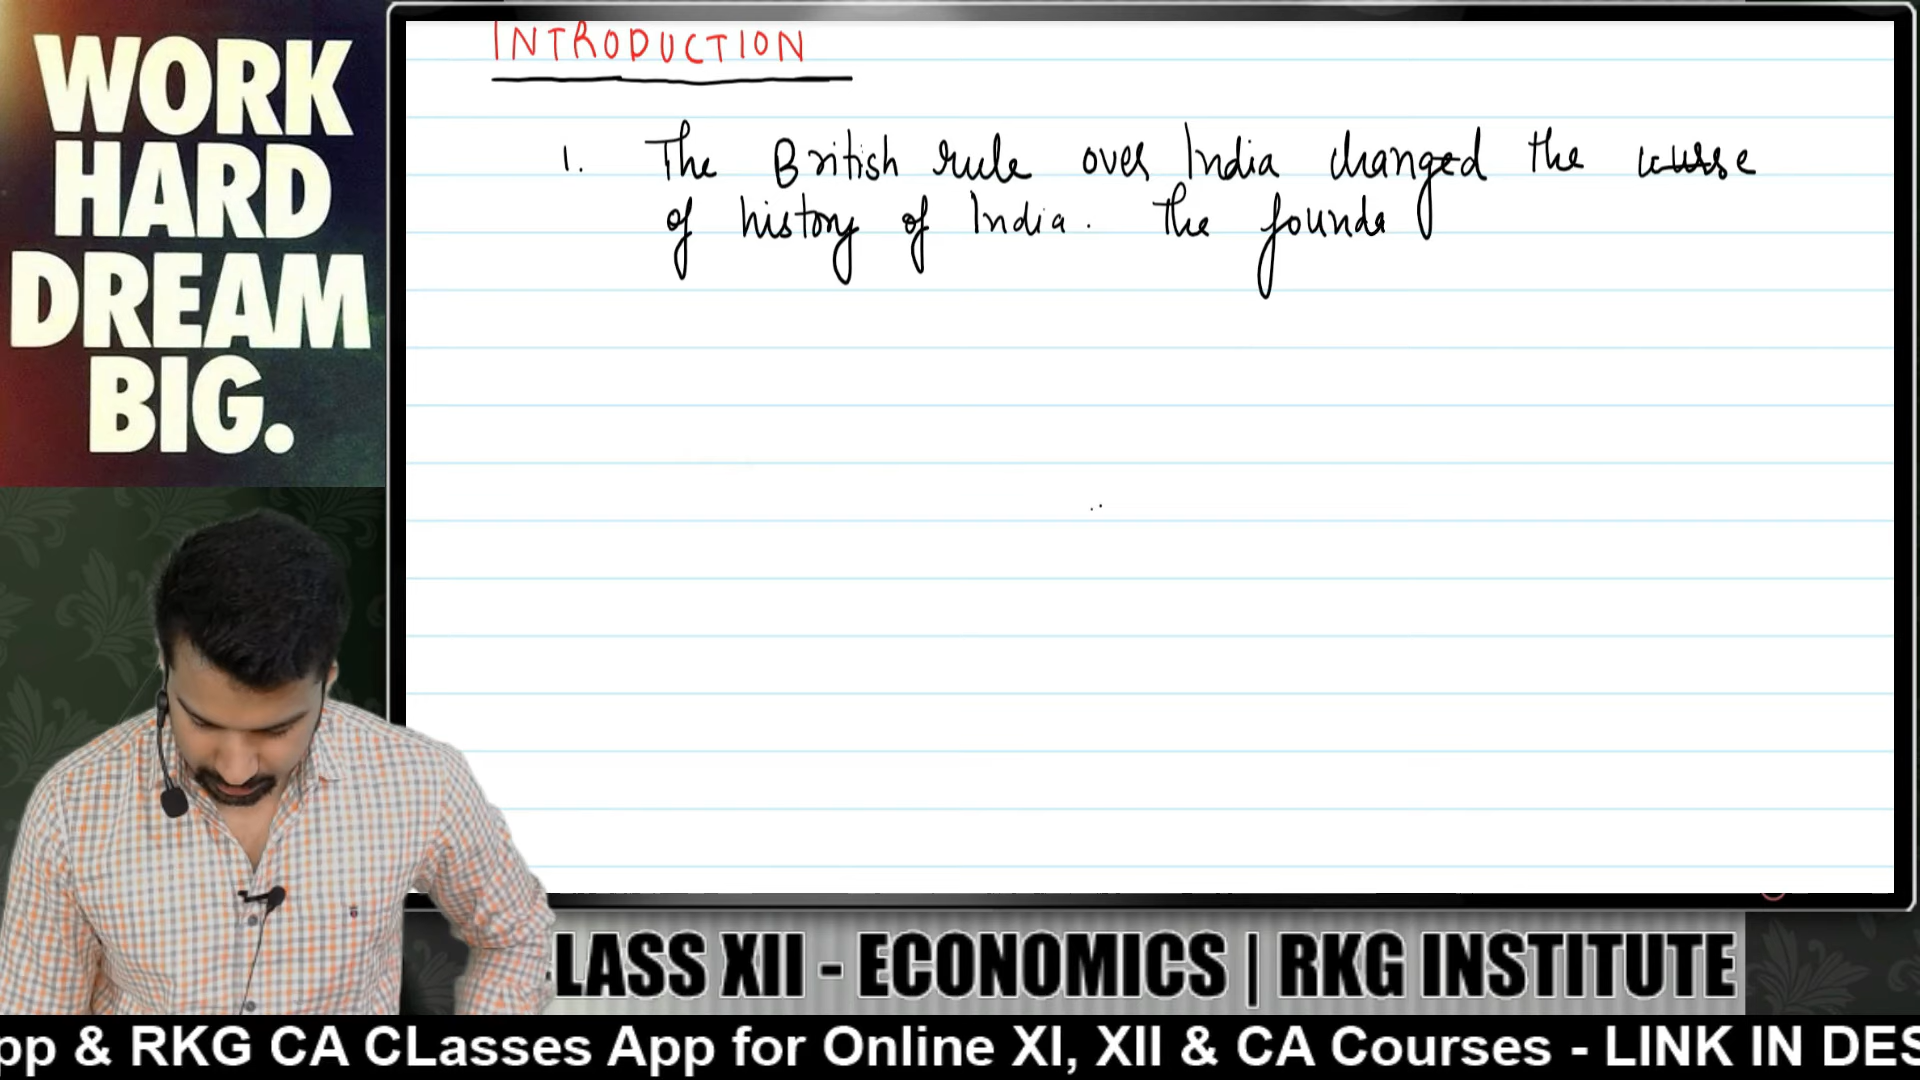 WORK
HARD
DREAM
BIG.
INTRODUCTION
1. The British rule over India changed the course
of history of India. The founda
LASS XII - ECONOMICS | RKG INSTITUTE
pp & RKG CA CLasses App for Online XI, XII & CA Courses - LINK IN DES